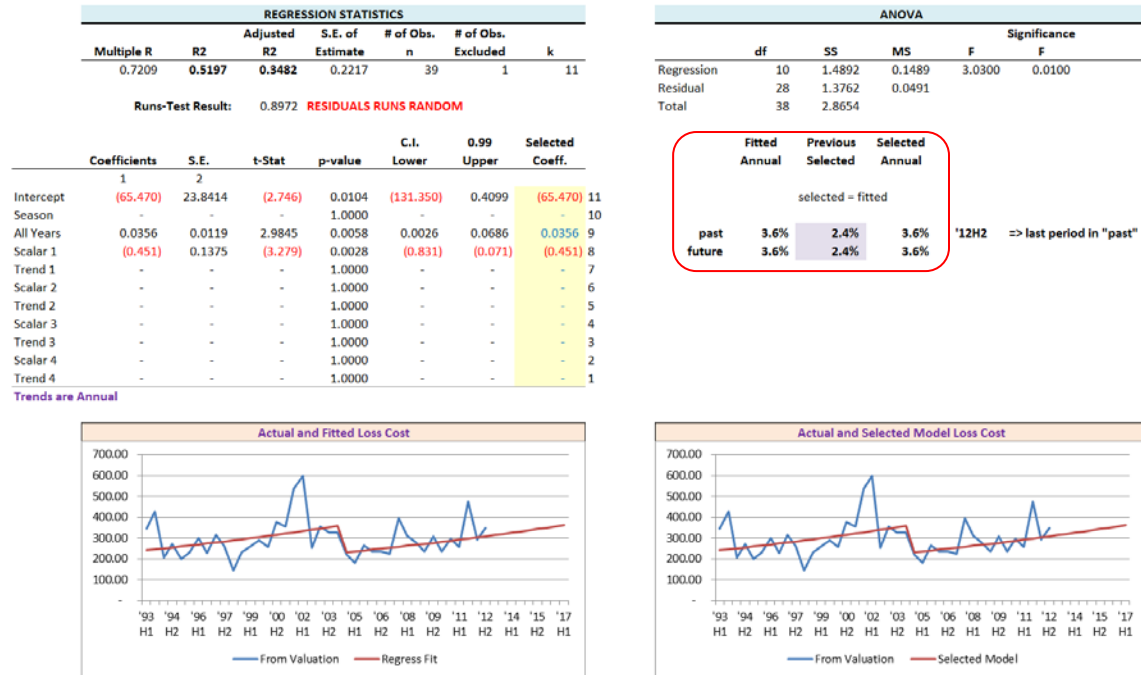 REGRESSION STATISTICS
Adjusted S.E. of # of Obs. # of Obs.
Multiple R R2 R2 Estimate n Excluded k
0.7209 0.5197 0.3482 0.2217 39 1 11
Runs-Test Result: 0.8972 RESIDUALS RUNS RANDOM
C.I. 0.99 Selected
Coefficients S.E. t-Stat p-value Lower Upper Coeff.
1 2
Intercept (65.470) 23.8414 (2.746) 0.0104 (131.350) 0.4099 (65.470) 11
Season - - - 1.0000 - - - 10
All Years 0.0356 0.0119 2.9845 0.0058 0.0026 0.0686 0.0356 9
Scalar 1 (0.451) 0.1375 (3.279) 0.0028 (0.831) (0.071) (0.451) 8
Trend 1 - - - 1.0000 - - - 7
Scalar 2 - - - 1.0000 - - - 6
Trend 2 - - - 1.0000 - - - 5
Scalar 3 - - - 1.0000 - - - 4
Trend 3 - - - 1.0000 - - - 3
Scalar 4 - - - 1.0000 - - - 2
Trend 4 - - - 1.0000 - - - 1
Trends are Annual
ANOVA
Significance
df SS MS F F
Regression 10 1.4892 0.1489 3.0300 0.0100
Residual 28 1.3762 0.0491
Total 38 2.8654
Fitted Previous Selected
Annual Selected Annual
selected = fitted
past 3.6% 2.4% 3.6% '12H2 => last period in "past"
future 3.6% 2.4% 3.6%
Actual and Fitted Loss Cost
700.00
600.00
500.00
400.00
300.00
200.00
100.00
-
'93 '94 '96 '97 '99 '00 '02 '03 '05 '06 '08 '09 '11 '12 '14 '15 '17
H1 H2 H1 H2 H1 H2 H1 H2 H1 H2 H1 H2 H1 H2 H1 H2 H1
From Valuation Regress Fit
Actual and Selected Model Loss Cost
700.00
600.00
500.00
400.00
300.00
200.00
100.00
-
'93 '94 '96 '97 '99 '00 '02 '03 '05 '06 '08 '09 '11 '12 '14 '15 '17
H1 H2 H1 H2 H1 H2 H1 H2 H1 H2 H1 H2 H1 H2 H1 H2 H1
From Valuation Selected Model